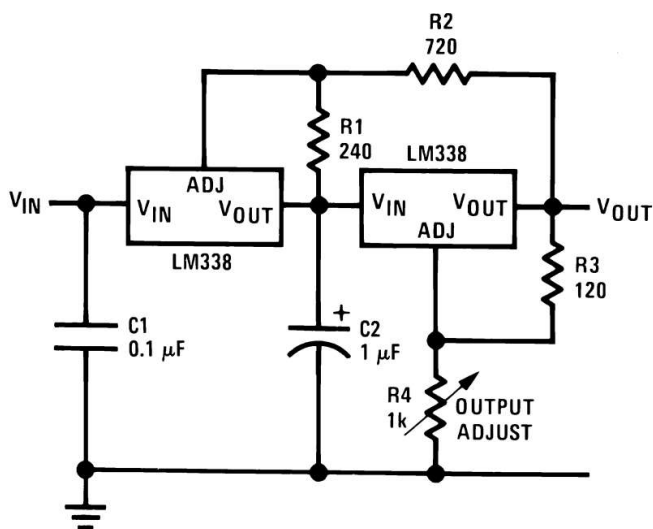 R2
720
R1
240
LM338
VIN
ADJ
VIN
VOUT
LM338
VIN
VOUT
ADJ
VOUT
R3
120
C1
0.1 μF
+
C2
1 μF
R4
1k
OUTPUT
ADJUST